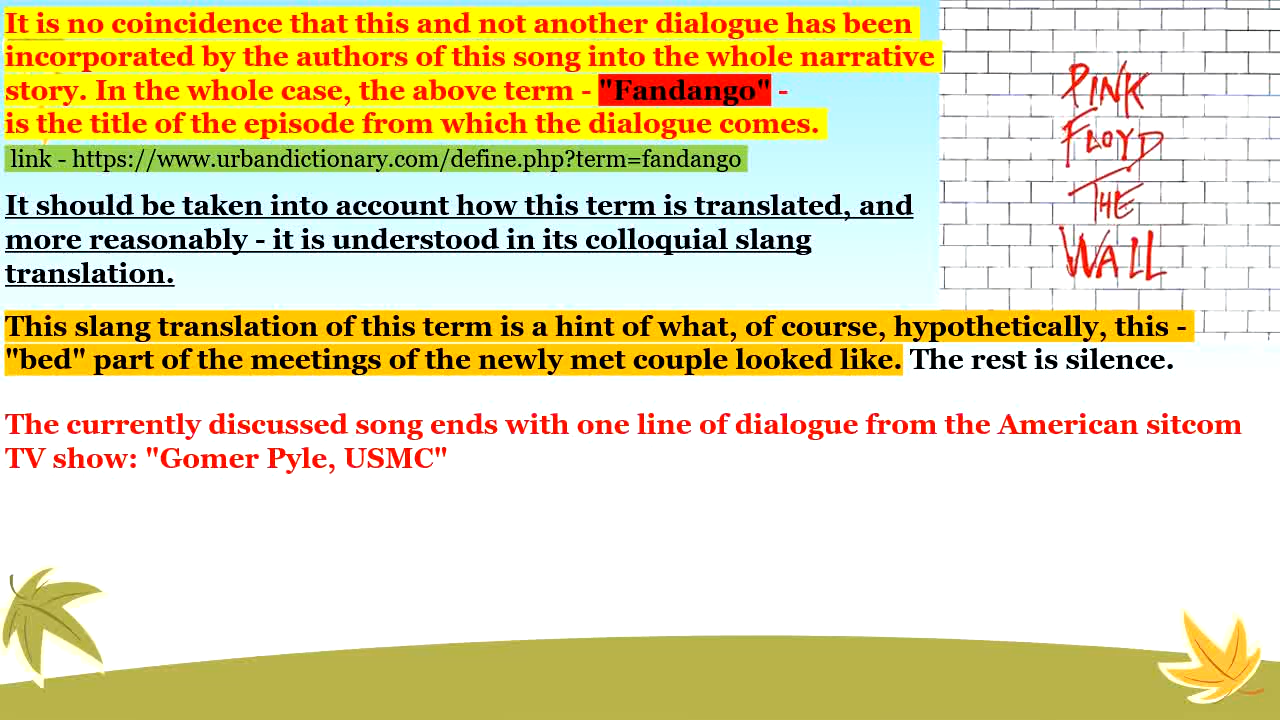 It is no coincidence that this and not another dialogue has been
incorporated by the authors of this song into the whole narrative
story. In the whole case, the above term - "Fandango" -
is the title of the episode from which the dialogue comes.
link - https://www.urbandictionary.com/define.php?term=fandango
It should be taken into account how this term is translated, and
more reasonably - it is understood in its colloquial slang
translation.
This slang translation of this term is a hint of what, of course, hypothetically, this -
"bed" part of the meetings of the newly met couple looked like. The rest is silence.
The currently discussed song ends with one line of dialogue from the American sitcom
TV show: "Gomer Pyle, USMC"
PINK
FLOYD
THE
WALL